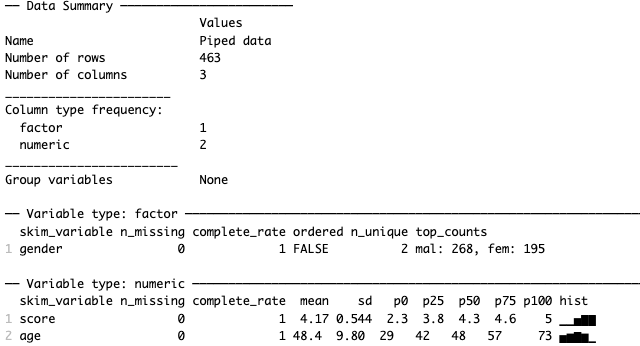 ── Data Summary ────────────────────────
                           Values
Name                       Piped data
Number of rows             463
Number of columns          3
_______________________
Column type frequency:
  factor                   1
  numeric                  2
________________________
Group variables            None

── Variable type: factor ───────────────────────────────────────────────
  skim_variable n_missing complete_rate ordered n_unique top_counts
1 gender                0             1 FALSE          2 mal: 268, fem: 195

── Variable type: numeric ──────────────────────────────────────────────
  skim_variable n_missing complete_rate  mean    sd   p0  p25  p50  p75 p100 hist
1 score                 0             1  4.17 0.544  2.3  3.8  4.3  4.6    5 ▁▁▅▇▇
2 age                   0             1 48.4  9.80  29   42   48   57     73 ▅▆▇▆▁